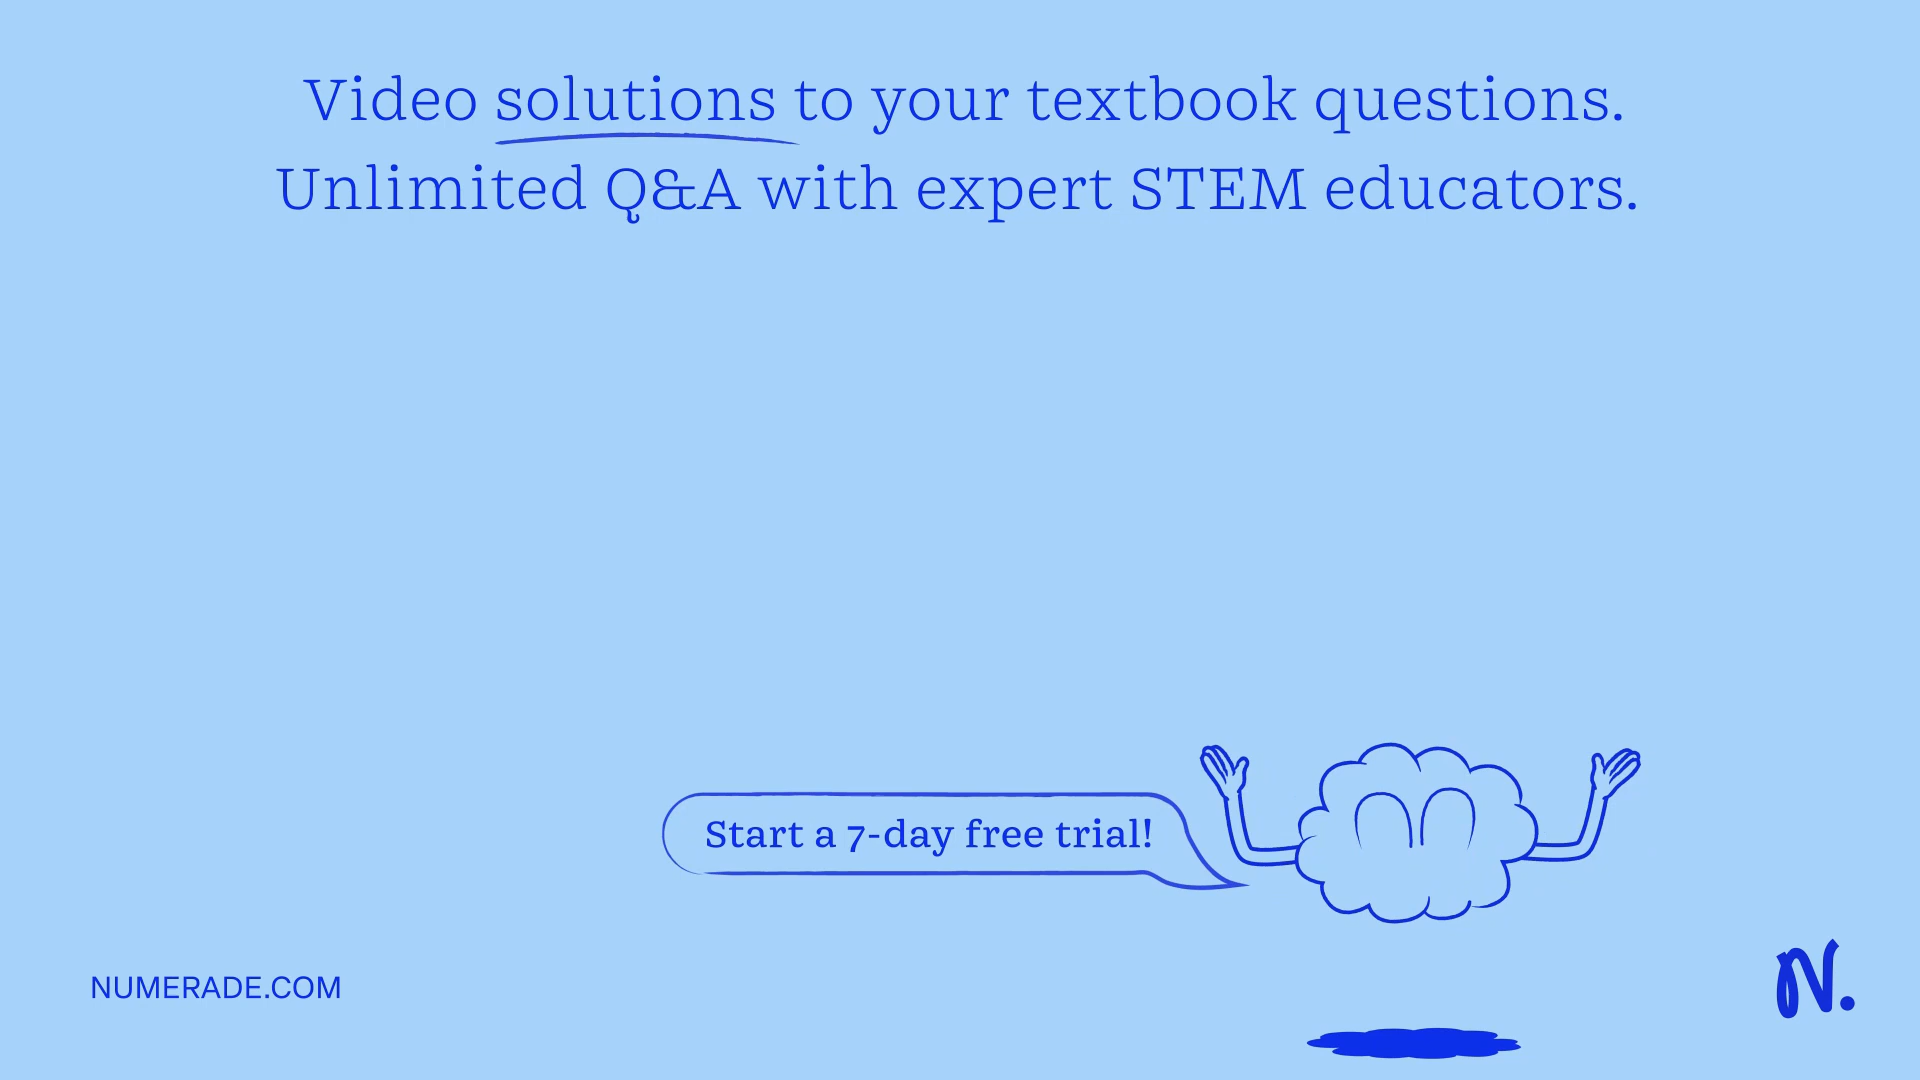 Video solutions to your textbook questions.
Unlimited Q&A with expert STEM educators.
Start a 7-day free trial!
NUMERADE.COM
N.